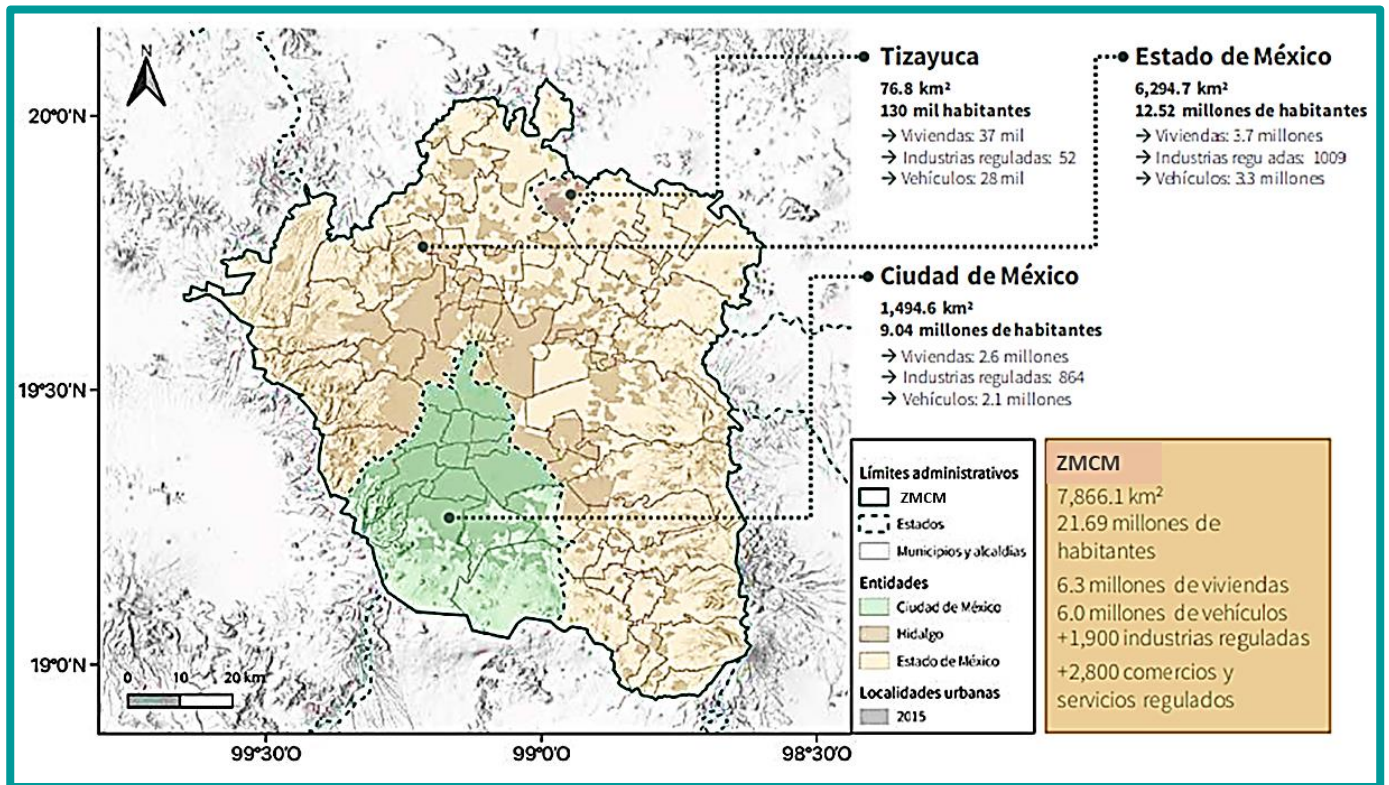 N
20°0'N
19°30'N
19°0'N
99°30'O
99°0'O
98°30'O
0 10 20 km
Tizayuca
76.8 km²
130 mil habitantes
→ Viviendas: 37 mil
→ Industrias reguladas: 52
→ Vehículos: 28 mil
Estado de México
6,294.7 km²
12.52 millones de habitantes
→ Viviendas: 3.7 millones
→ Industrias regu adas: 1009
→ Vehículos: 3.3 millones
Ciudad de México
1,494.6 km²
9.04 millones de habitantes
→ Viviendas: 2.6 millones
→ Industrias reguladas: 864
→ Vehículos: 2.1 millones
Límites administrativos
ZMCM
Estados
Municipios y alcaldías
Entidades
Ciudad de México
Hidalgo
Estado de México
Localidades urbanas
2015
ZMCM
7,866.1 km²
21.69 millones de
habitantes
6.3 millones de viviendas
6.0 millones de vehículos
+1,900 industrias reguladas
+2,800 comercios y
servicios regulados